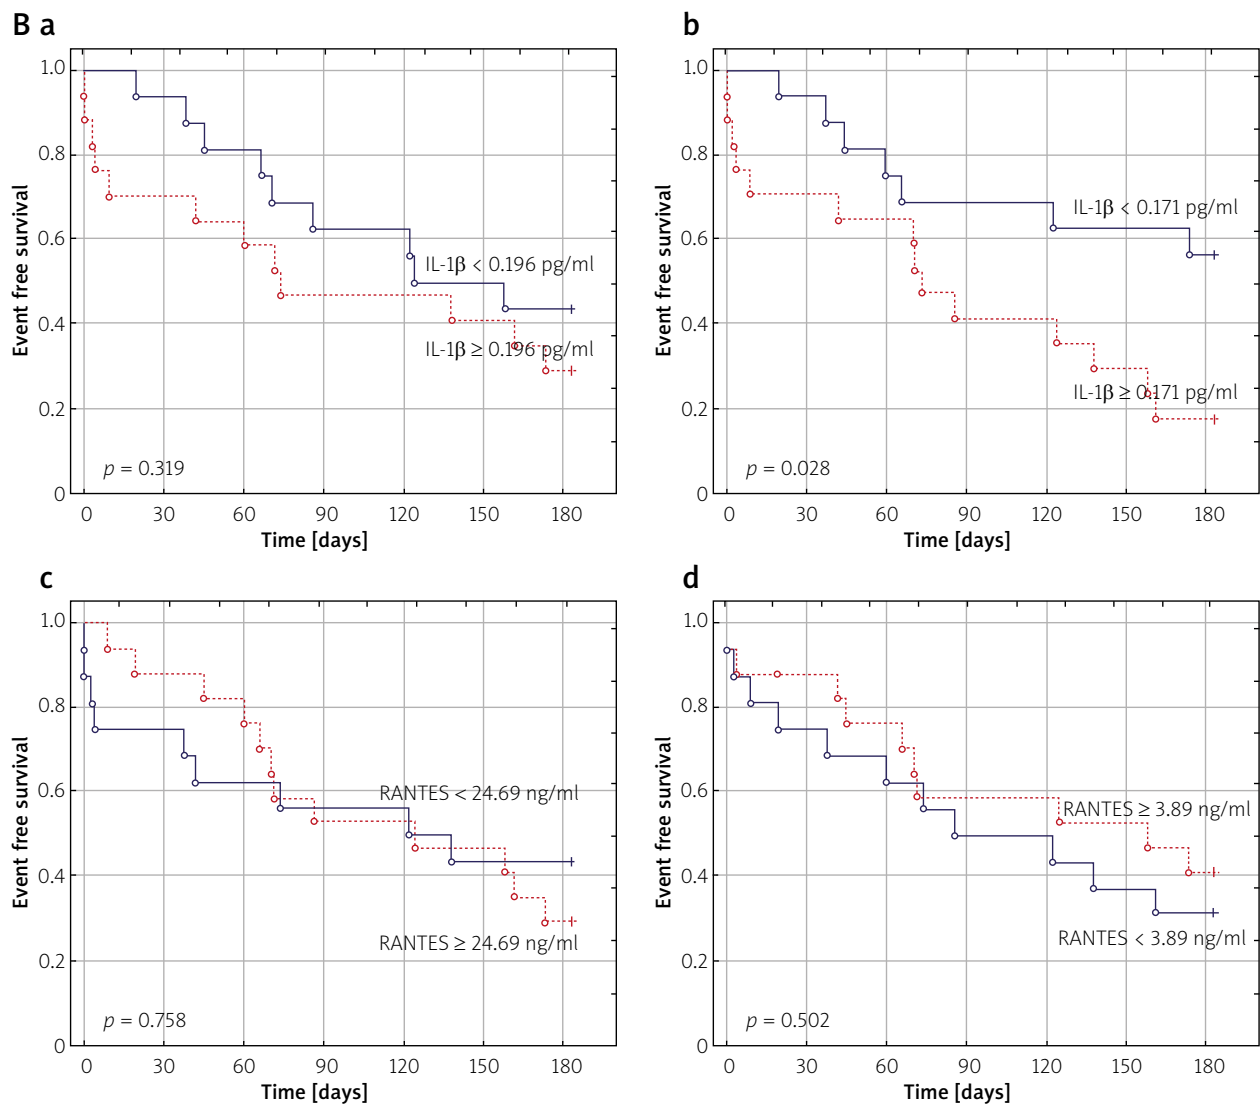 B a
1.0
0.8
0.6
0.4
0.2
0
Event free survival
IL-1β < 0.196 pg/ml
IL-1β ≥ 0.196 pg/ml
p = 0.319
0 30 60 90 120 150 180
Time [days]
b
1.0
0.8
0.6
0.4
0.2
0
Event free survival
IL-1β < 0.171 pg/ml
IL-1β ≥ 0.171 pg/ml
p = 0.028
0 30 60 90 120 150 180
Time [days]
c
1.0
0.8
0.6
0.4
0.2
0
Event free survival
RANTES < 24.69 ng/ml
RANTES ≥ 24.69 ng/ml
p = 0.758
0 30 60 90 120 150 180
Time [days]
d
1.0
0.8
0.6
0.4
0.2
0
Event free survival
RANTES ≥ 3.89 ng/ml
RANTES < 3.89 ng/ml
p = 0.502
0 30 60 90 120 150 180
Time [days]